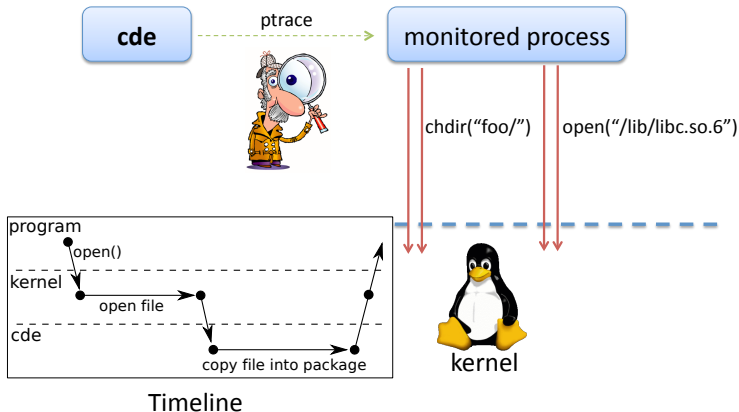 cde
ptrace
monitored process
chdir(“foo/”)
open(“/lib/libc.so.6”)
program
open()
kernel
open file
cde
copy file into package
kernel
Timeline